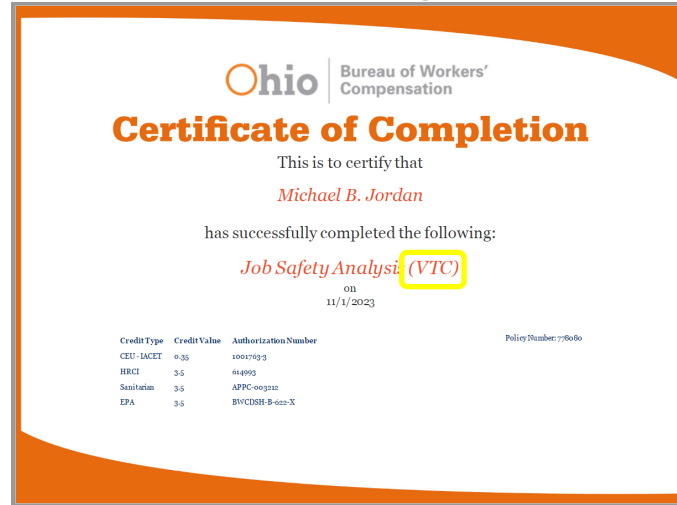 Ohio Bureau of Workers'
Compensation
Certificate of Completion
This is to certify that
Michael B. Jordan
has successfully completed the following:
Job Safety Analysis (VTC)
on
11/1/2023
Policy Number: 778080
Credit Type Credit Value Authorization Number
CEU - IACET 0.35 1001763-3
HRCI 3.5 614993
Sanitarian 3.5 APPC-003212
EPA 3.5 BWCDSH-B-622-X